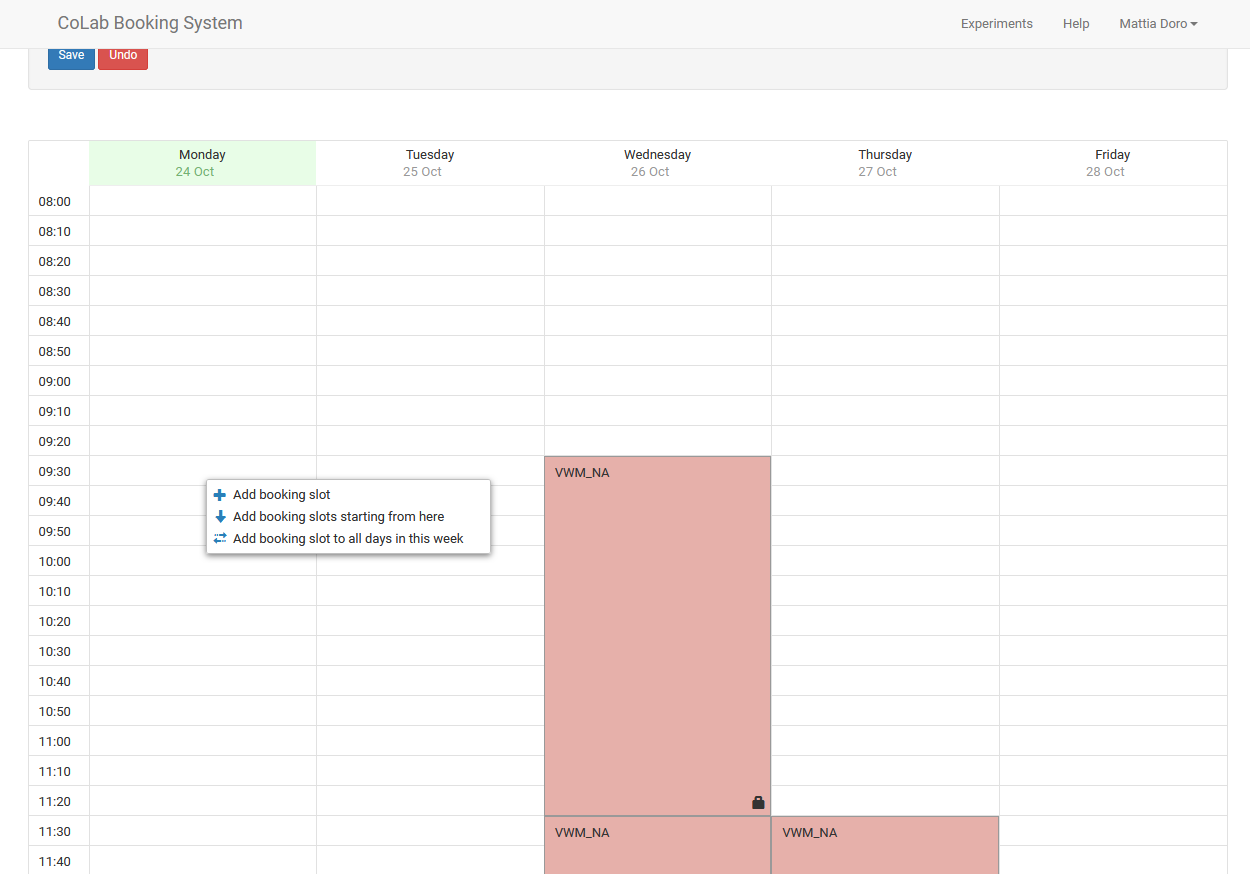 CoLab Booking System
Experiments Help Mattia Doro
Save Undo
Monday Tuesday Wednesday Thursday Friday
24 Oct 25 Oct 26 Oct 27 Oct 28 Oct
08:00
08:10
08:20
08:30
08:40
08:50
09:00
09:10
09:20
09:30 VWM_NA
Add booking slot
09:40
Add booking slots starting from here
09:50
Add booking slot to all days in this week
10:00
10:10
10:20
10:30
10:40
10:50
11:00
11:10
11:20
11:30 VWM_NA VWM_NA
11:40